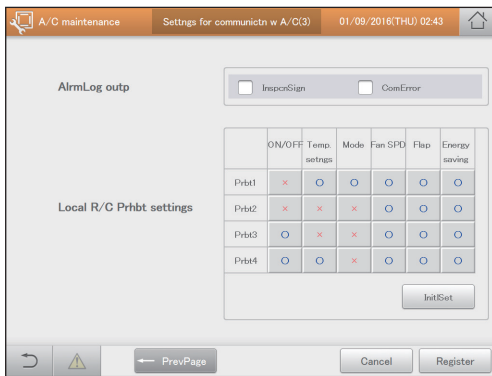 A/C maintenance Settngs for communictn w A/C(3) 01/09/2016(THU) 02:43
AlrmLog outp InspcnSign ComError
ON/OFF Temp. setngs Mode Fan SPD Flap Energy saving
Prbt1 × O O O O O
Prbt2 × × × O O O
Local R/C Prhbt settings
Prbt3 O × × O O O
Prbt4 O O × O O O
InitlSet
← PrevPage Cancel Register